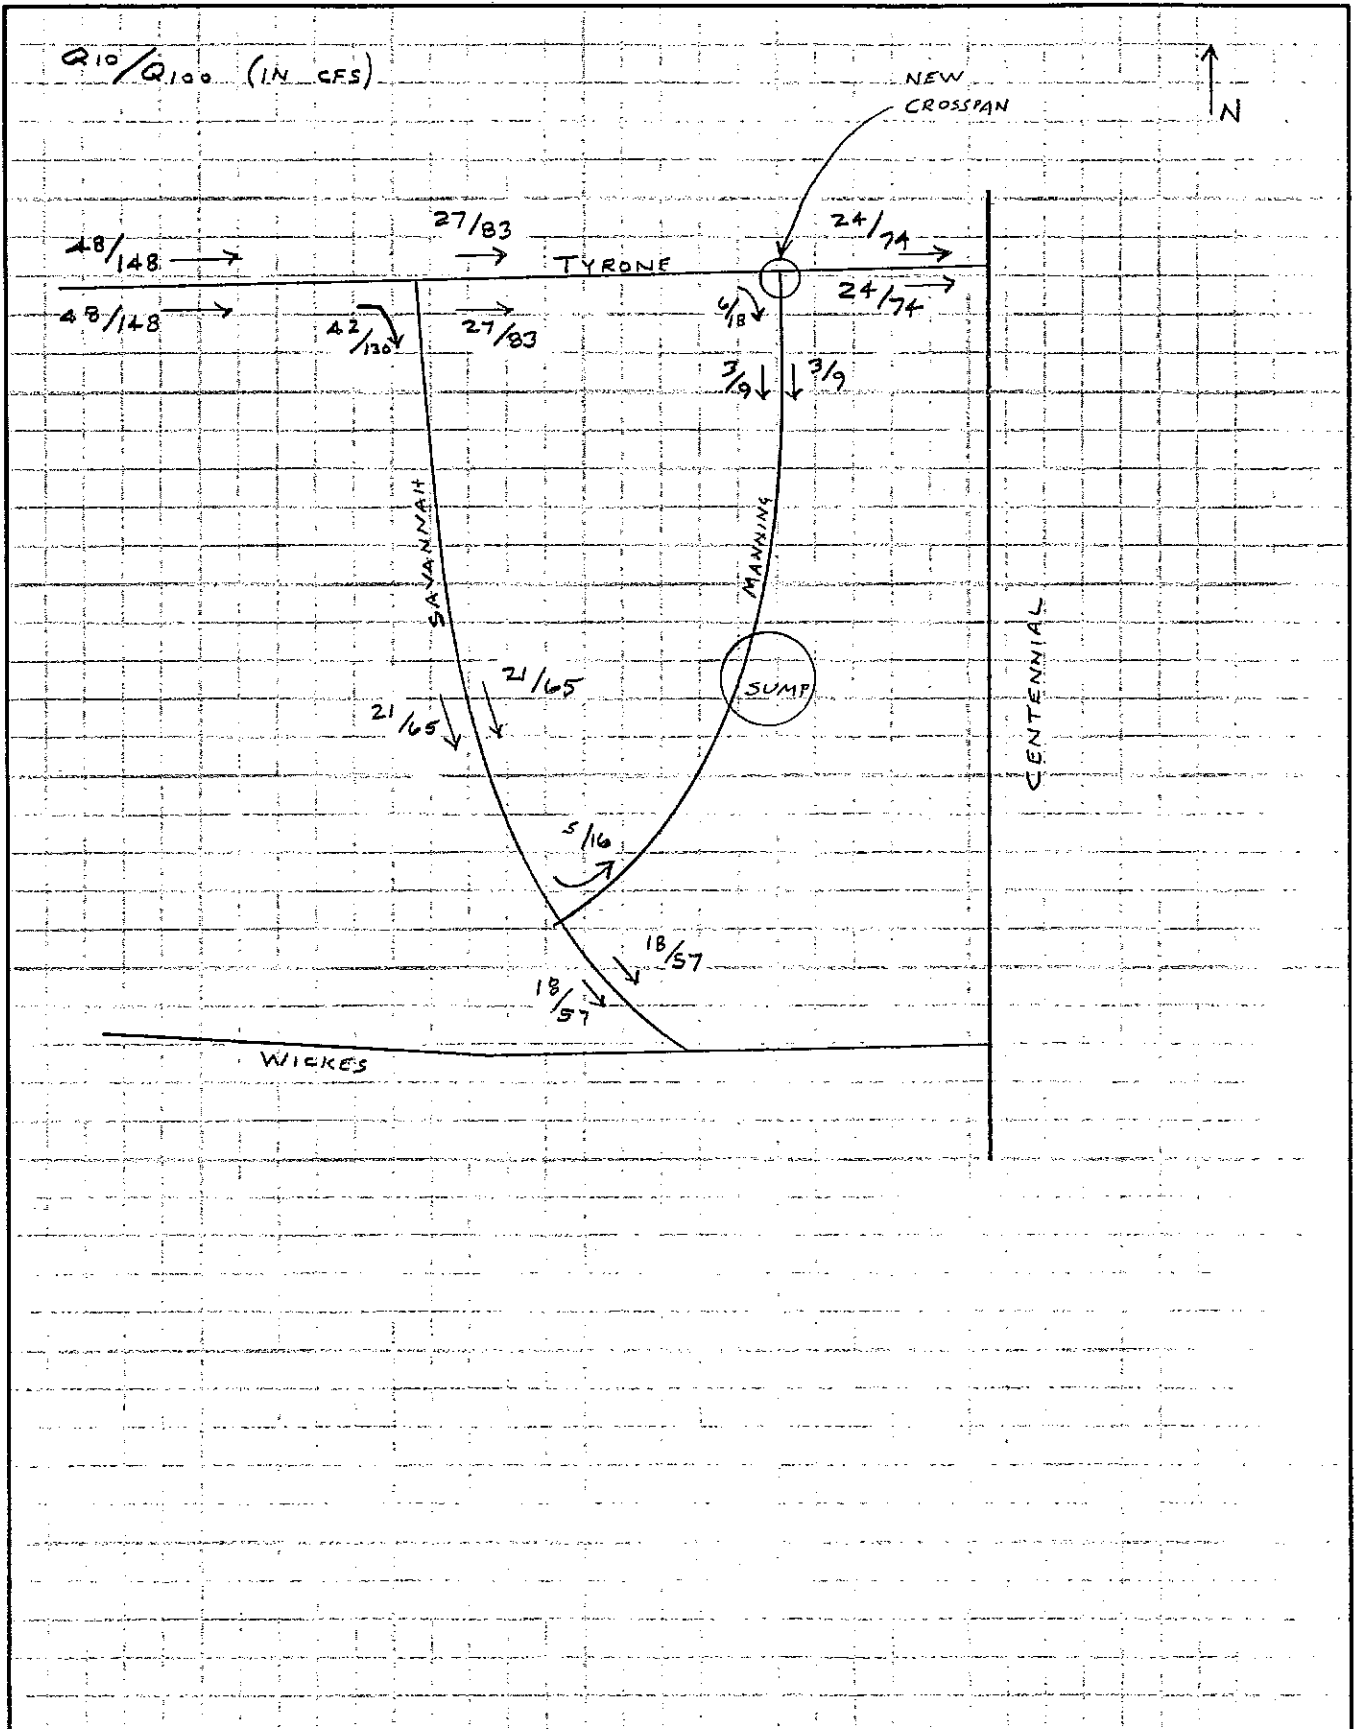 Q10/Q100 (IN CFS)
NEW
CROSSPAN
N
48/148
27/83
TYRONE
24/74
48/148
42/130
27/83
6/18
24/74
3/9
3/9
SAVANNAH
MANNING
CENTENNIAL
SUMP
21/65
21/65
5/16
18/57
18/57
WICKES